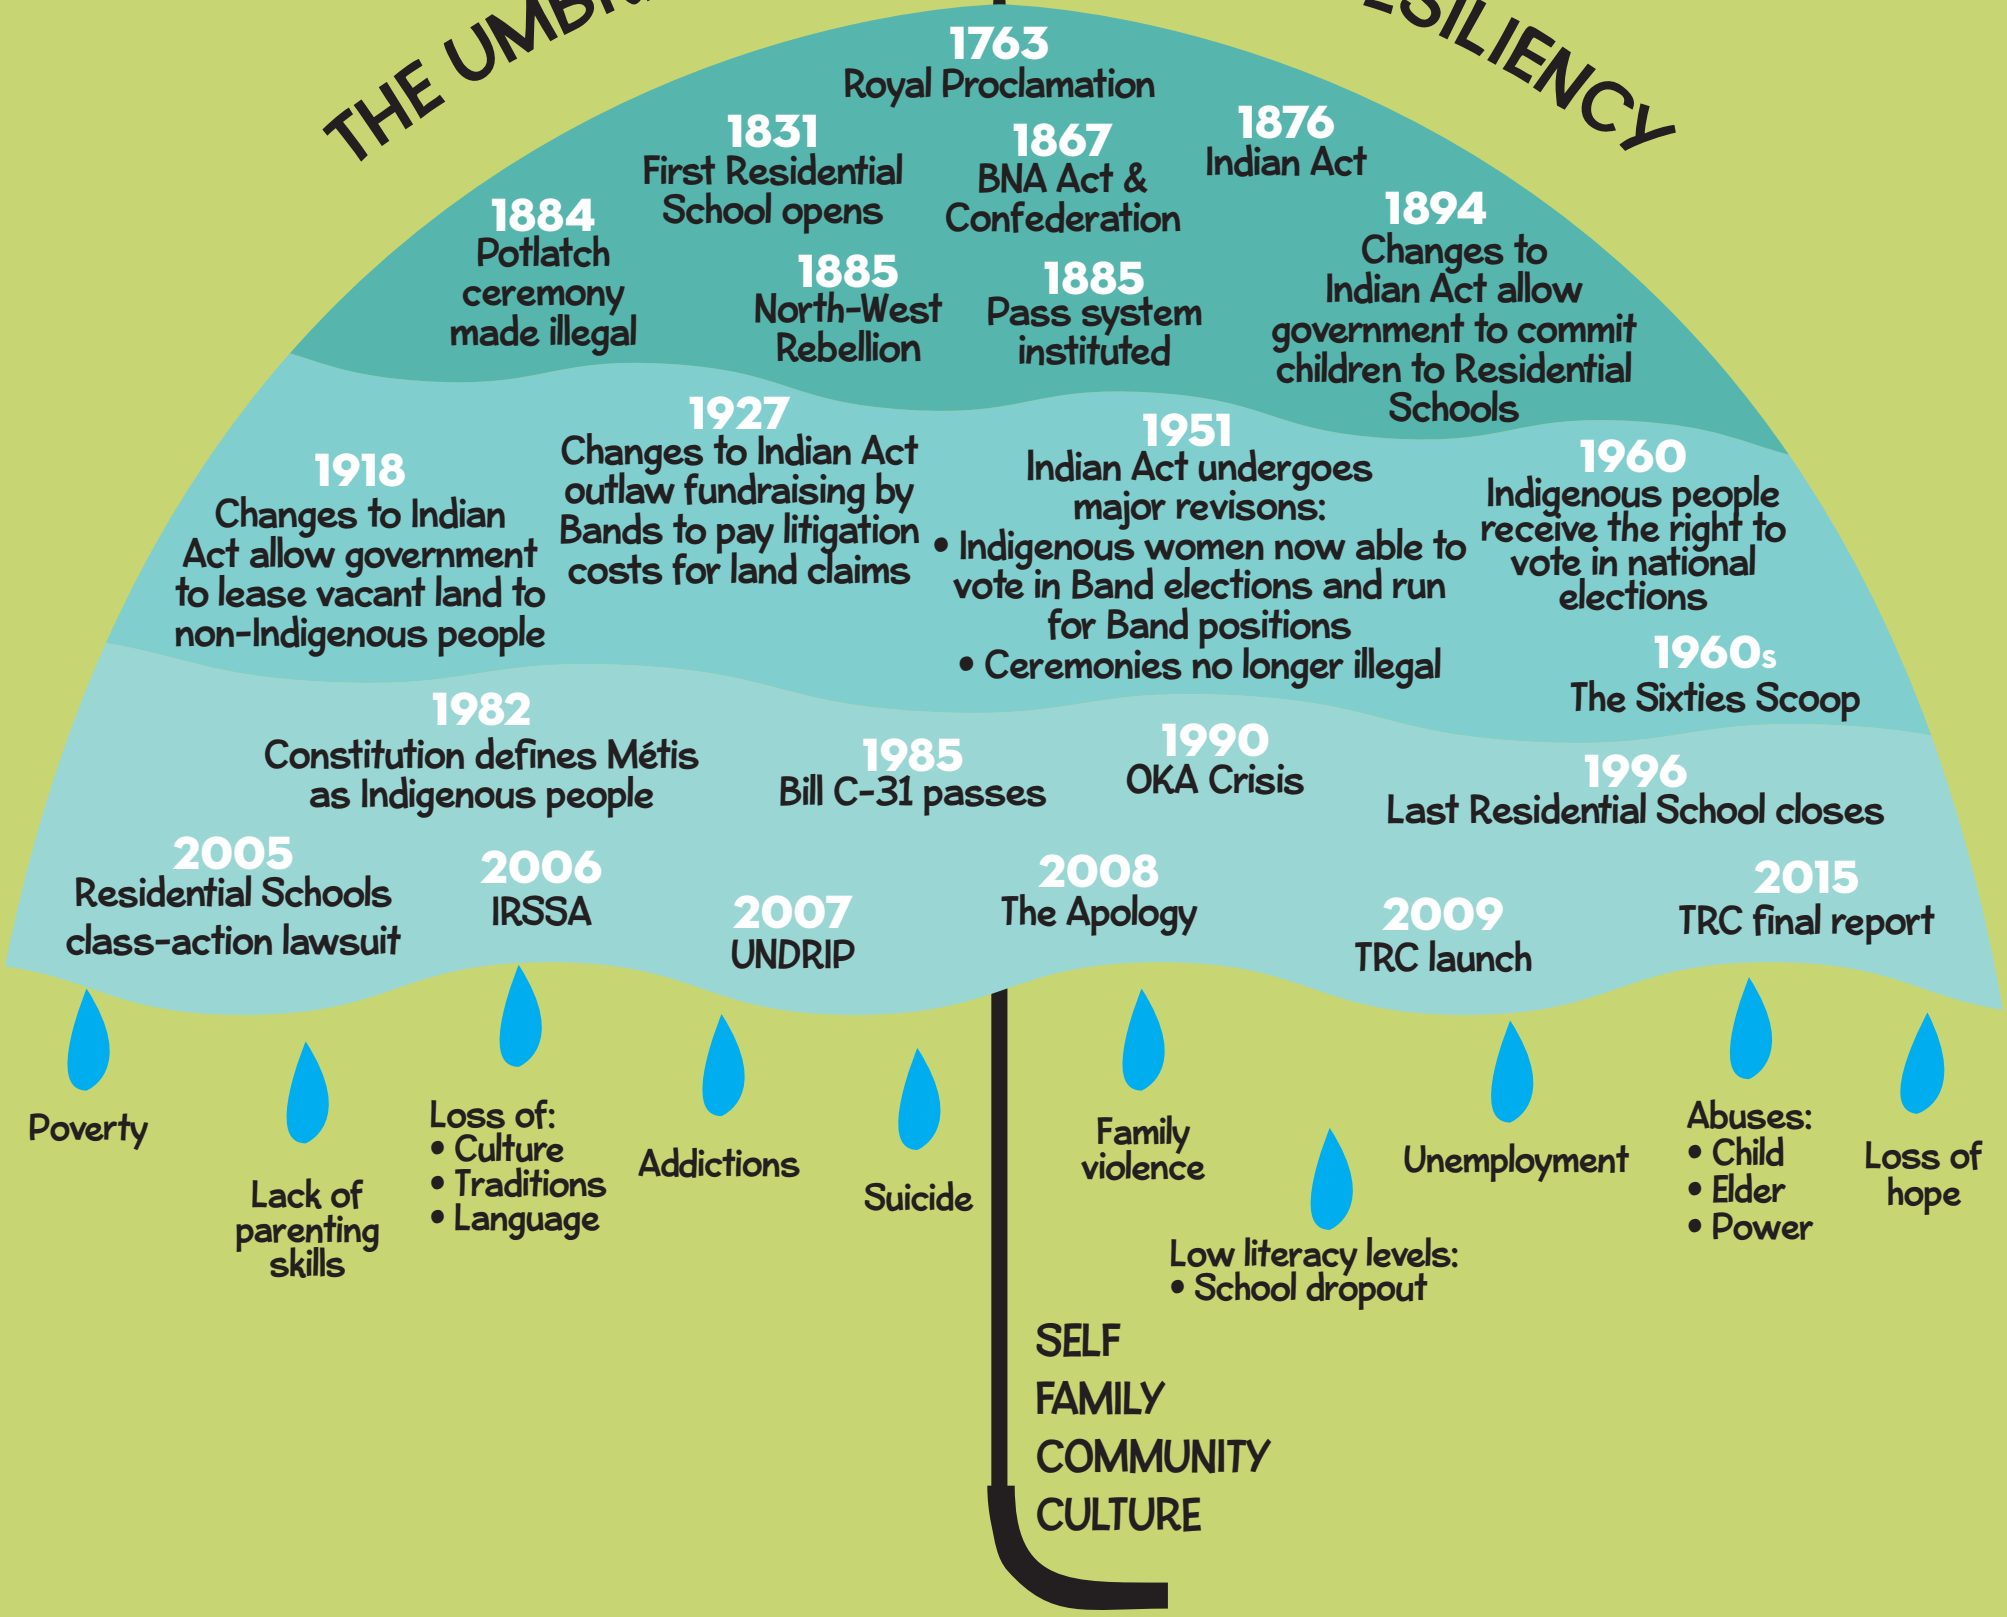 THE
1763
Royal Proclamation
1831
First Residential
School opens
1867
BNA Act &
Confederation
1876
Indian Act
1884
Potlatch
ceremony
made illegal
1885
North-West
Rebellion
1885
Pass system
instituted
1894
Changes to
Indian Act allow
government to commit
children to Residential
Schools
1918
Changes to Indian
Act allow government
to lease vacant land to
non-Indigenous people
1927
Changes to Indian Act
outlaw fundraising by
Bands to pay litigation
costs for land claims
1951
Indian Act undergoes
major revisons:
• Indigenous women now able to
vote in Band elections and run
for Band positions
• Ceremonies no longer illegal
1960
Indigenous people
receive the right to
vote in national
elections
1960s
The Sixties Scoop
1982
Constitution defines Métis
as Indigenous people
1985
Bill C-31 passes
1990
OKA Crisis
1996
Last Residential School closes
2005
Residential Schools
class-action lawsuit
2006
IRSSA
2007
UNDRIP
2008
The Apology
2009
TRC launch
2015
TRC final report
Poverty
Lack of
parenting
skills
Loss of:
• Culture
• Traditions
• Language
Addictions
Suicide
Family
violence
Low literacy levels:
• School dropout
Unemployment
Abuses:
• Child
• Elder
• Power
Loss of
hope
SELF
FAMILY
COMMUNITY
CULTURE